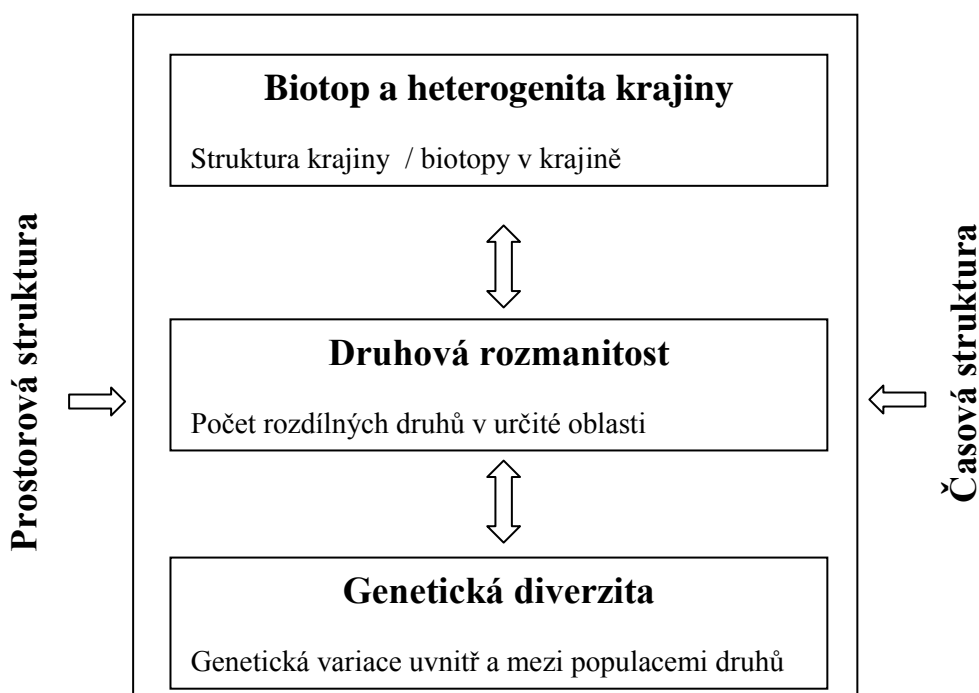 Biotop a heterogenita krajiny
Struktura krajiny / biotopy v krajině
Prostorová struktura
Druhová rozmanitost
Počet rozdílných druhů v určité oblasti
Časová struktura
Genetická diverzita
Genetická variace uvnitř a mezi populacemi druhů